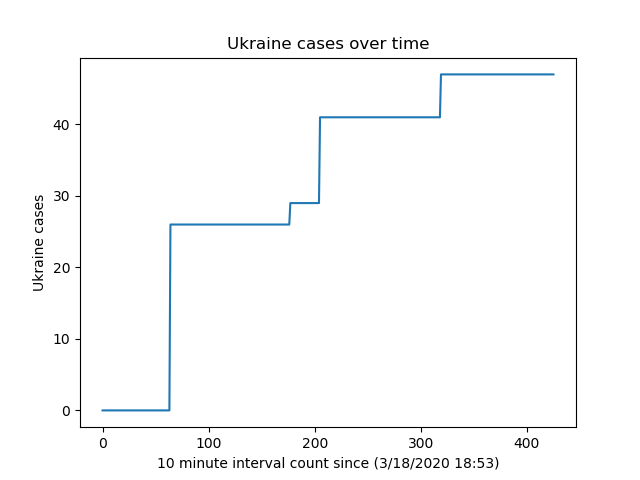 Ukraine cases over time
Ukraine cases
40
30
20
10
0
0 100 200 300 400
10 minute interval count since (3/18/2020 18:53)